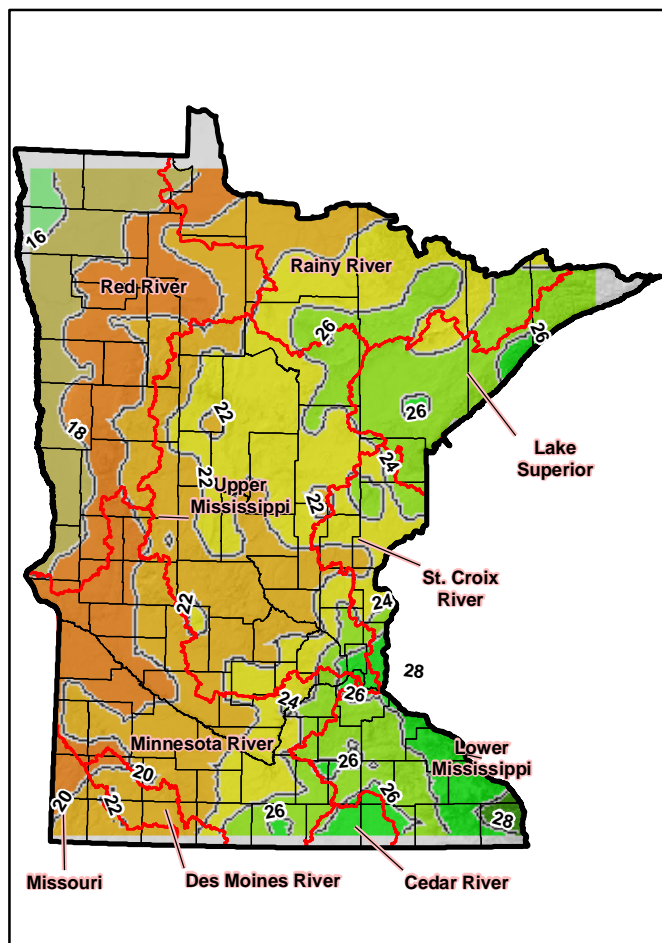 16
Rainy River
Red River
26
26
22
26
18
Lake
Superior
24
22
Upper
Mississippi
22
St. Croix
River
22
24
28
24
26
Minnesota River
Lower
Mississippi
20
26
26
20
22
26
28
Missouri
Des Moines River
Cedar River